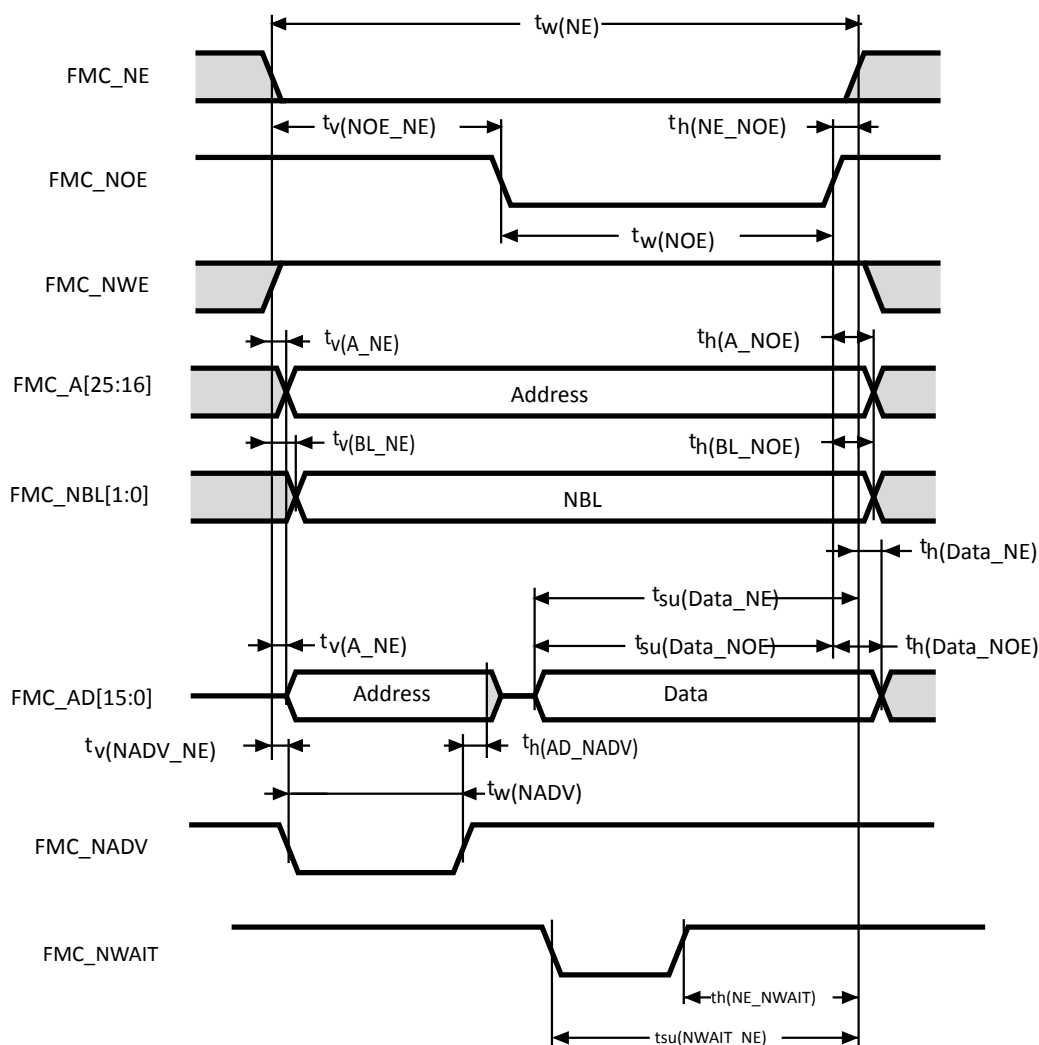 tw(NE)
FMC_NE
tv(NOE_NE)
th(NE_NOE)
FMC_NOE
tw(NOE)
FMC_NWE
tv(A_NE)
th(A_NOE)
FMC_A[25:16]
Address
tv(BL_NE)
th(BL_NOE)
FMC_NBL[1:0]
NBL
th(Data_NE)
tsu(Data_NE)
tv(A_NE)
tsu(Data_NOE)
th(Data_NOE)
FMC_AD[15:0]
Address
Data
tv(NADV_NE)
th(AD_NADV)
tw(NADV)
FMC_NADV
FMC_NWAIT
th(NE_NWAIT)
tsu(NWAIT_NE)